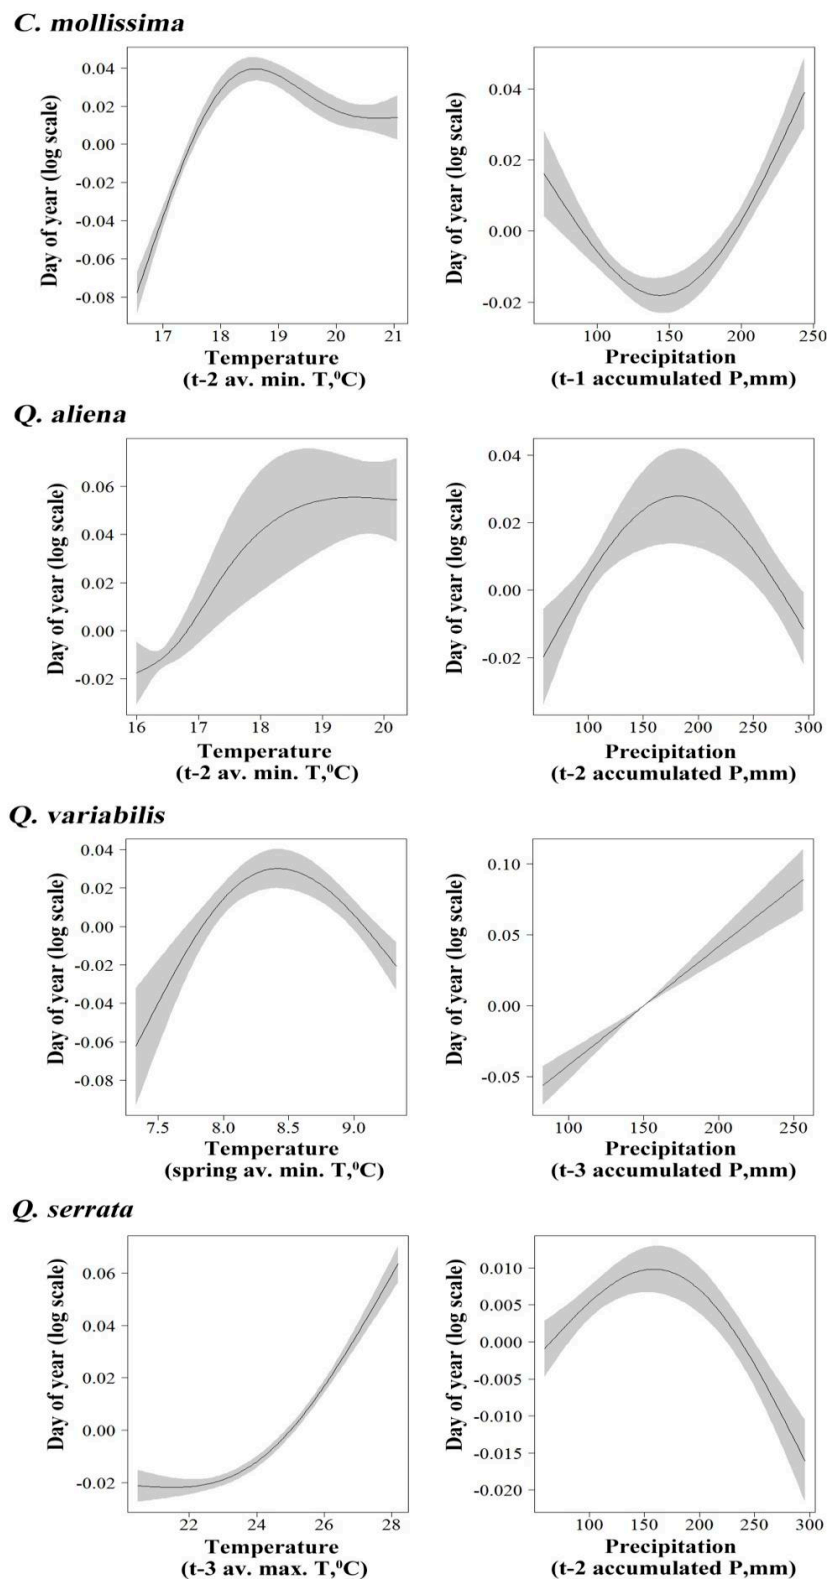 C. mollissima
Day of year (log scale)
0.04
0.02
0.00
-0.02
-0.04
-0.06
-0.08
17 18 19 20 21
Temperature
(t-2 av. min. T,⁰C)
Day of year (log scale)
0.04
0.02
0.00
-0.02
100 150 200 250
Precipitation
(t-1 accumulated P,mm)
Q. aliena
Day of year (log scale)
0.06
0.04
0.02
0.00
-0.02
16 17 18 19 20
Temperature
(t-2 av. min. T,⁰C)
Day of year (log scale)
0.04
0.02
0.00
-0.02
100 150 200 250 300
Precipitation
(t-2 accumulated P,mm)
Q. variabilis
Day of year (log scale)
0.04
0.02
0.00
-0.02
-0.04
-0.06
-0.08
7.5 8.0 8.5 9.0
Temperature
(spring av. min. T,⁰C)
Day of year (log scale)
0.10
0.05
0.00
-0.05
100 150 200 250
Precipitation
(t-3 accumulated P,mm)
Q. serrata
Day of year (log scale)
0.06
0.04
0.02
0.00
-0.02
22 24 26 28
Temperature
(t-3 av. max. T,⁰C)
Day of year (log scale)
0.010
0.005
0.000
-0.005
-0.010
-0.015
-0.020
100 150 200 250 300
Precipitation
(t-2 accumulated P,mm)